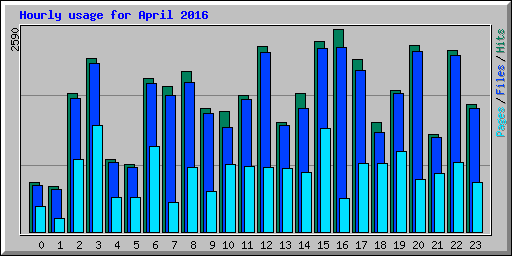 Hourly usage for April 2016
2590
Pages/Files/Hits
0 1 2 3 4 5 6 7 8 9 10 11 12 13 14 15 16 17 18 19 20 21 22 23